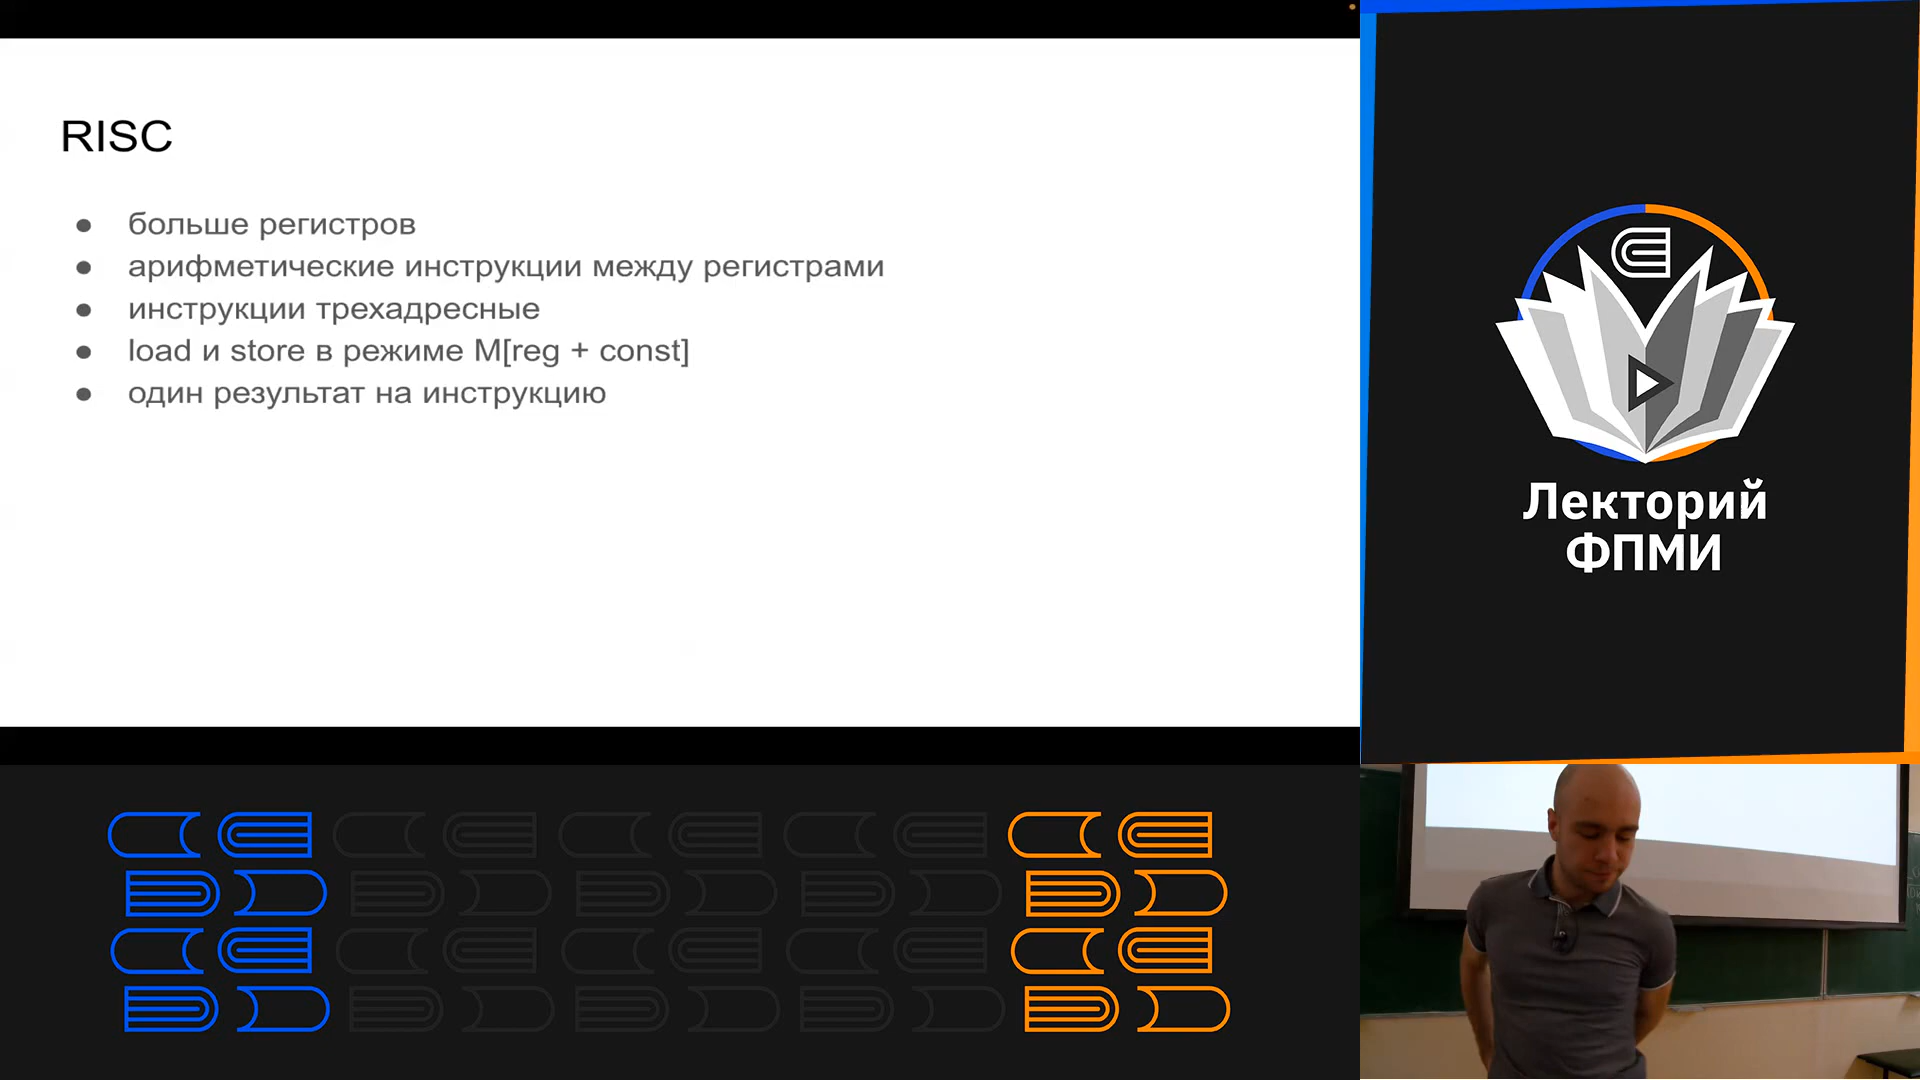 RISC
● больше регистров
● арифметические инструкции между регистрами
● инструкции трехадресные
● load и store в режиме M[reg + const]
● один результат на инструкцию
Лекторий
ФПМИ